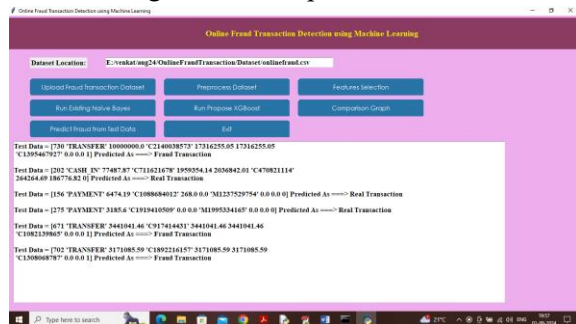 Online Fraud Transaction Detection using Machine Learning
Online Fraud Transaction Detection using Machine Learning
Dataset Location: E:/venkat/aug24/OnlineFraudTransaction/Dataset/onlinefraud.csv
Upload Fraud Transaction Dataset Preprocess Dataset Features Selection
Run Existing Naive Bayes Run Propose XGBoost Comparison Graph
Predict Fraud from Test Data Exit
Test Data = [730 'TRANSFER' 10000000.0 'C2140038573' 17316255.05 17316255.05
'C1395467927' 0.0 0.0 1] Predicted As ===> Fraud Transaction
Test Data = [202 'CASH_IN' 77487.87 'C711621678' 1959354.14 2036842.01 'C470821114'
264264.69 186776.82 0] Predicted As ===> Real Transaction
Test Data = [156 'PAYMENT' 6474.19 'C1088684012' 268.0 0.0 'M1237529754' 0.0 0.0 0] Predicted As ===> Real Transaction
Test Data = [275 'PAYMENT' 3185.6 'C1919410509' 0.0 0.0 'M1995334165' 0.0 0.0 0] Predicted As ===> Real Transaction
Test Data = [671 'TRANSFER' 3441041.46 'C917414431' 3441041.46 3441041.46
'C1082139865' 0.0 0.0 1] Predicted As ===> Fraud Transaction
Test Data = [702 'TRANSFER' 3171085.59 'C1892216157' 3171085.59 3171085.59
'C1308068787' 0.0 0.0 1] Predicted As ===> Fraud Transaction
Type here to search 27°C ENG 19:57
03-09-2024